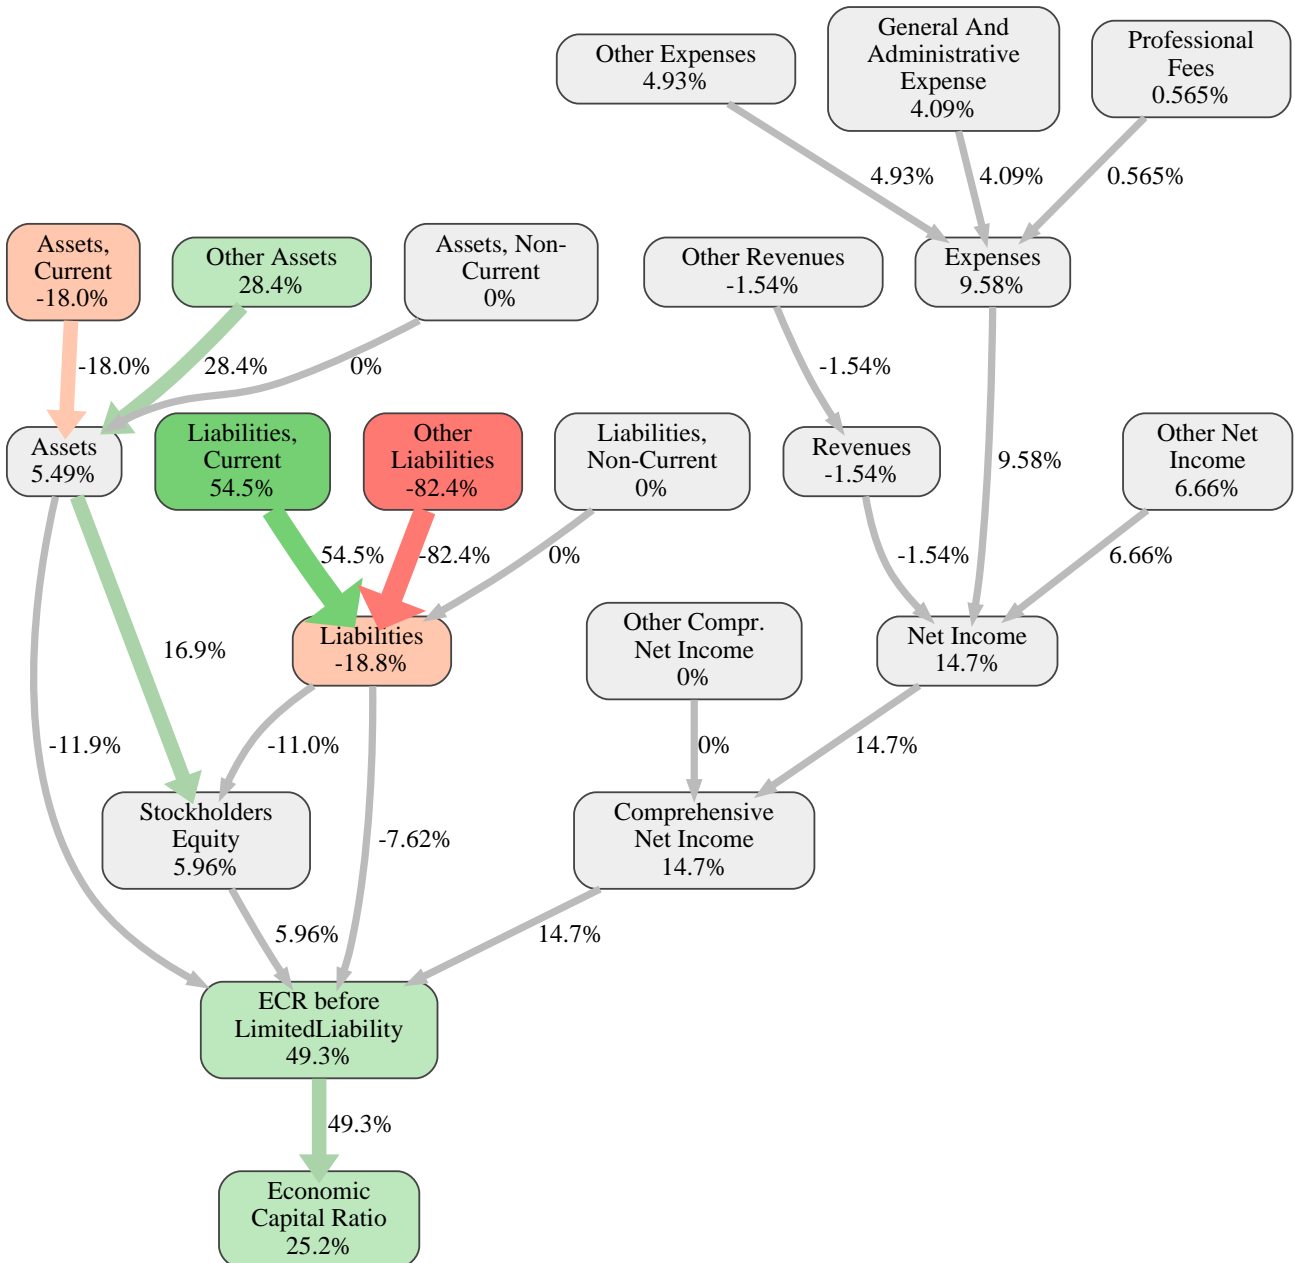 Other Expenses
4.93%
General And
Administrative
Expense
4.09%
Professional
Fees
0.565%
4.93%
4.09%
0.565%
Assets,
Current
-18.0%
Other Assets
28.4%
Assets, Non-
Current
0%
Other Revenues
-1.54%
Expenses
9.58%
-18.0%
28.4%
0%
-1.54%
Assets
5.49%
Liabilities,
Current
54.5%
Other
Liabilities
-82.4%
Liabilities,
Non-Current
0%
Revenues
-1.54%
9.58%
Other Net
Income
6.66%
54.5%
-82.4%
0%
-1.54%
6.66%
16.9%
Liabilities
-18.8%
Other Compr.
Net Income
0%
Net Income
14.7%
-11.9%
-11.0%
0%
14.7%
Stockholders
Equity
5.96%
-7.62%
Comprehensive
Net Income
14.7%
5.96%
14.7%
ECR before
LimitedLiability
49.3%
49.3%
Economic
Capital Ratio
25.2%